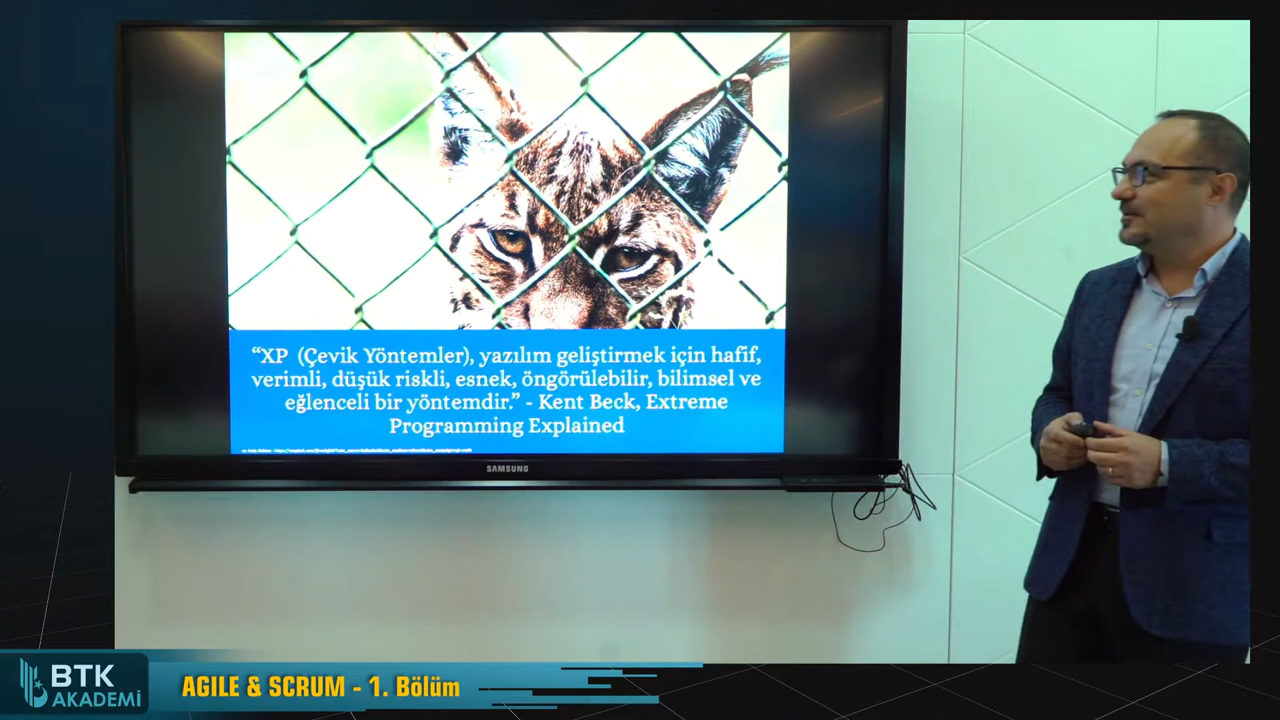 “XP (Çevik Yöntemler), yazılım geliştirmek için hafif,
verimli, düşük riskli, esnek, öngörülebilir, bilimsel ve
eğlenceli bir yöntemdir.” - Kent Beck, Extreme
Programming Explained
SAMSUNG
BTK
AKADEMİ
AGILE & SCRUM - 1. Bölüm